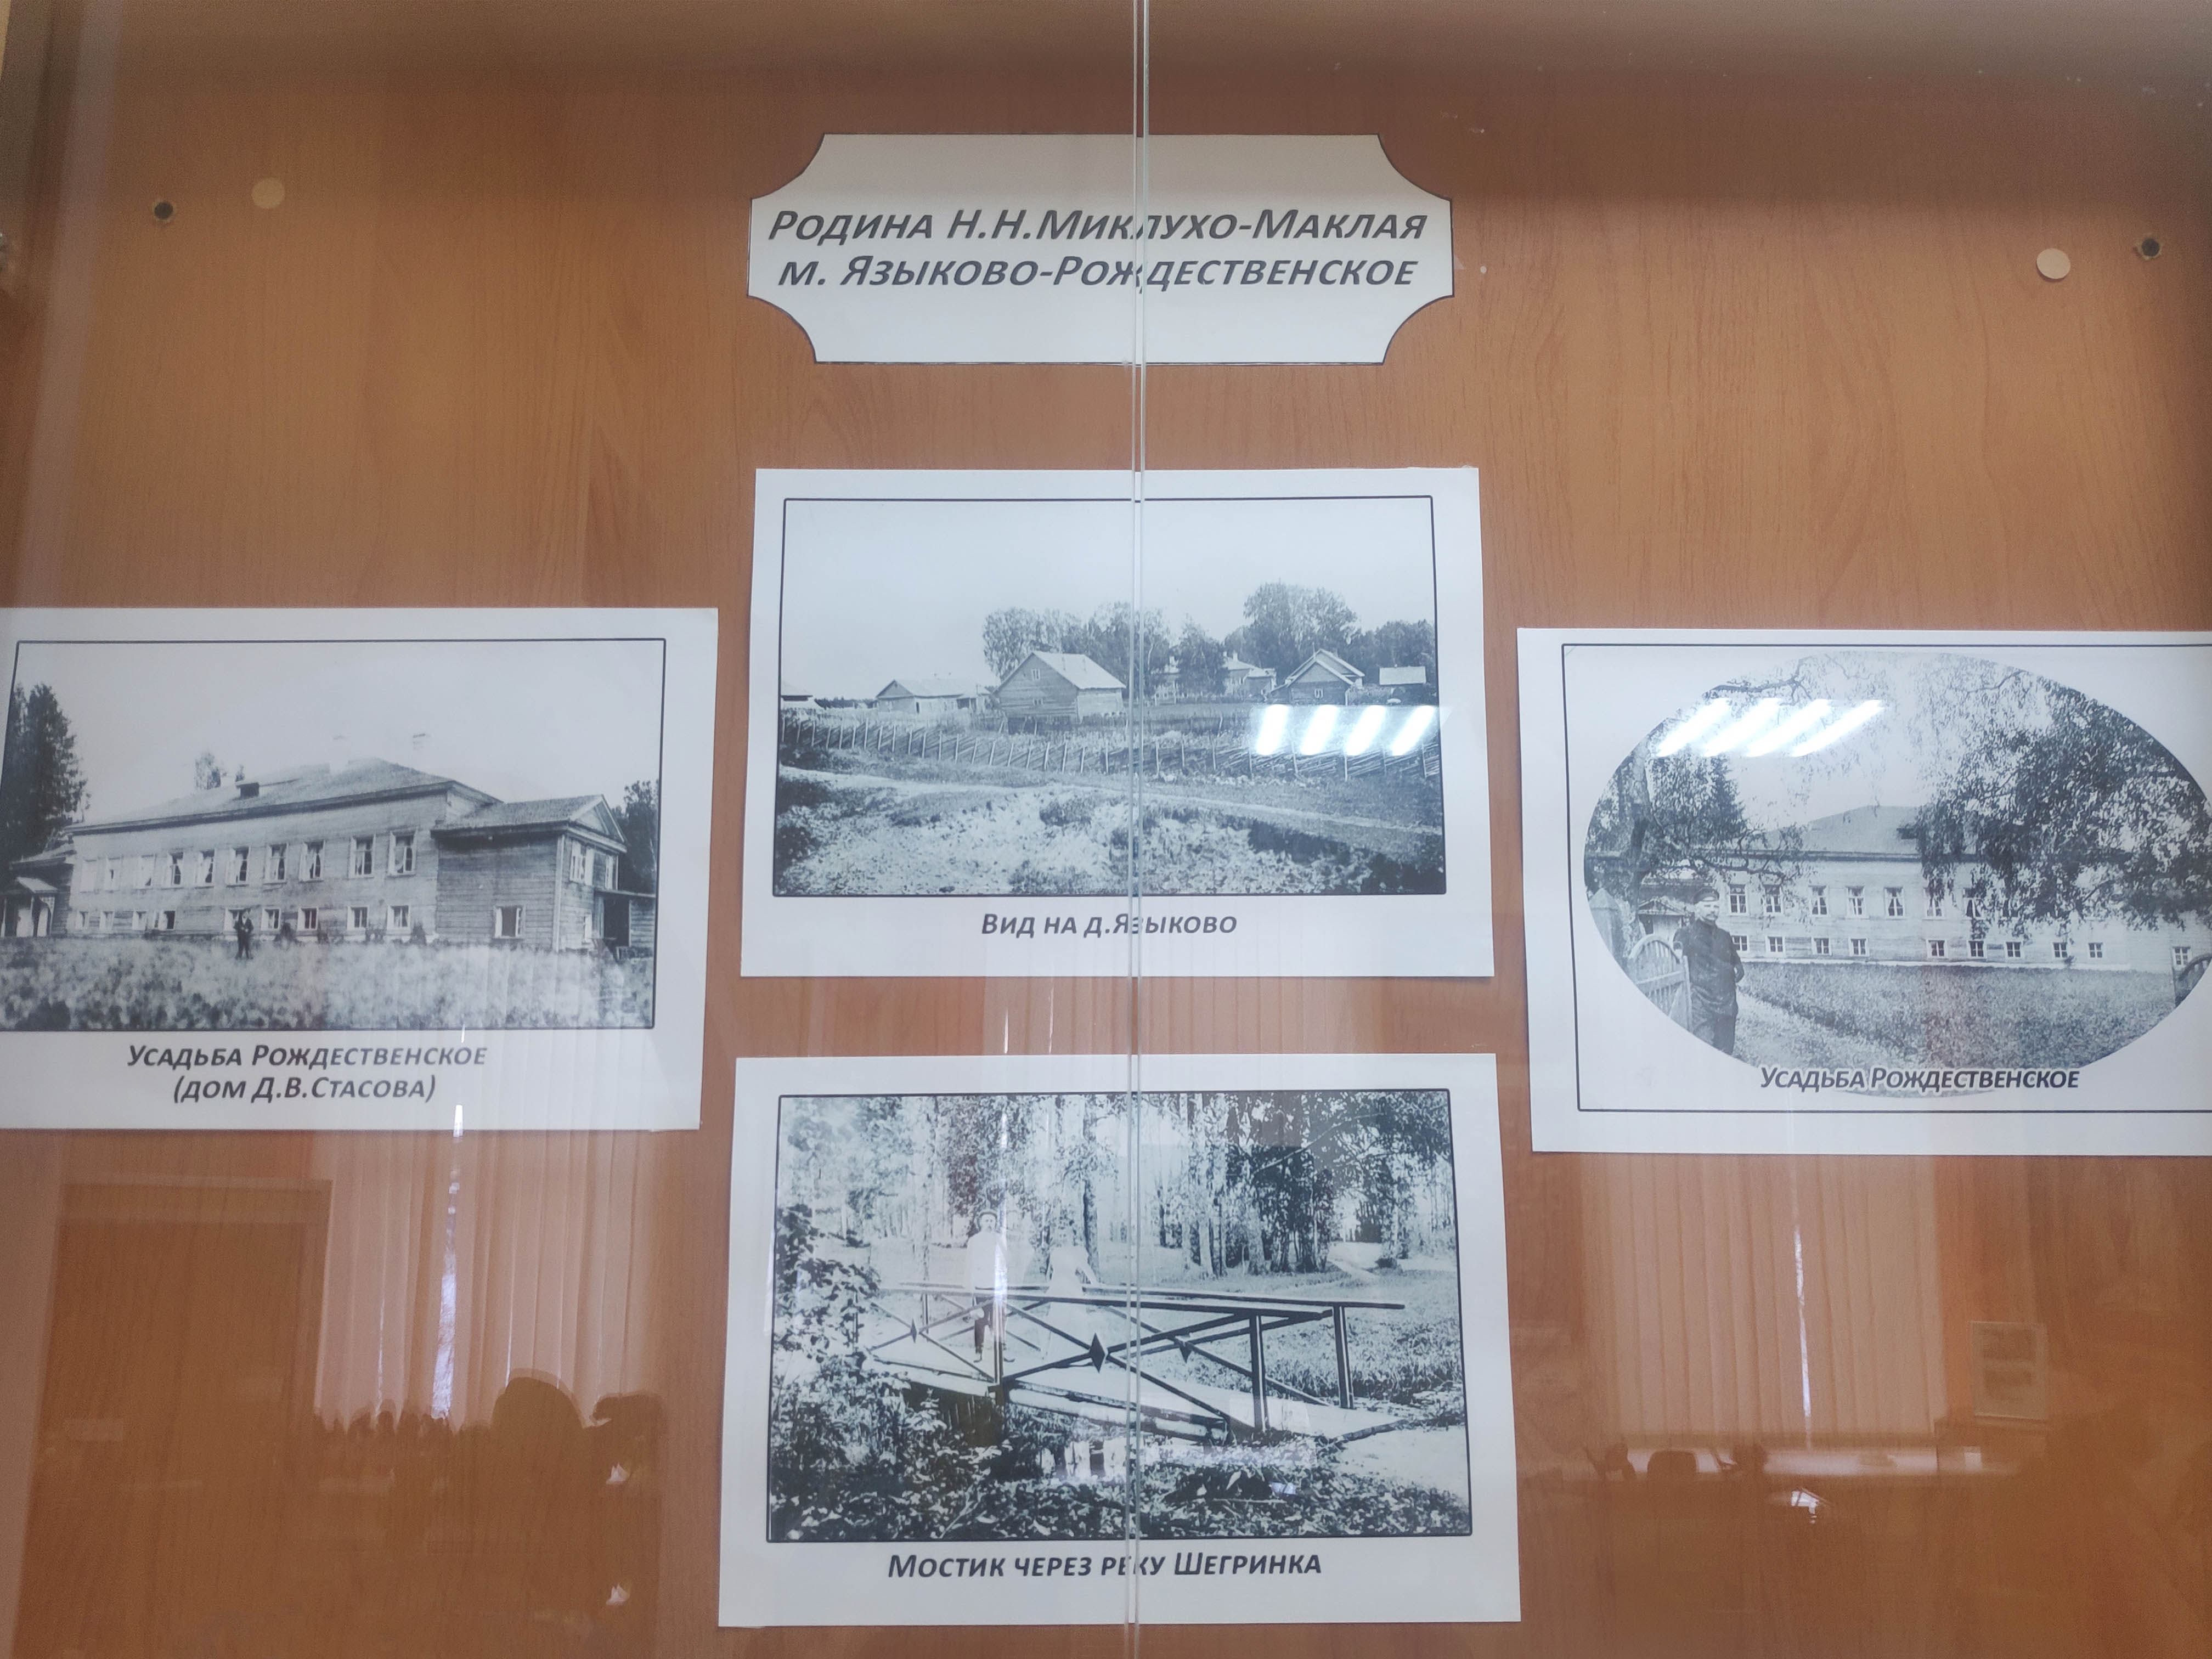 Родина Н.Н.Миклухо-Маклая
м. Языково-Рождественское
Вид на д.Языково
Усадьба Рождественское
(дом Д.В.Стасова)
Усадьба Рождественское
Мостик через реку Шегринка